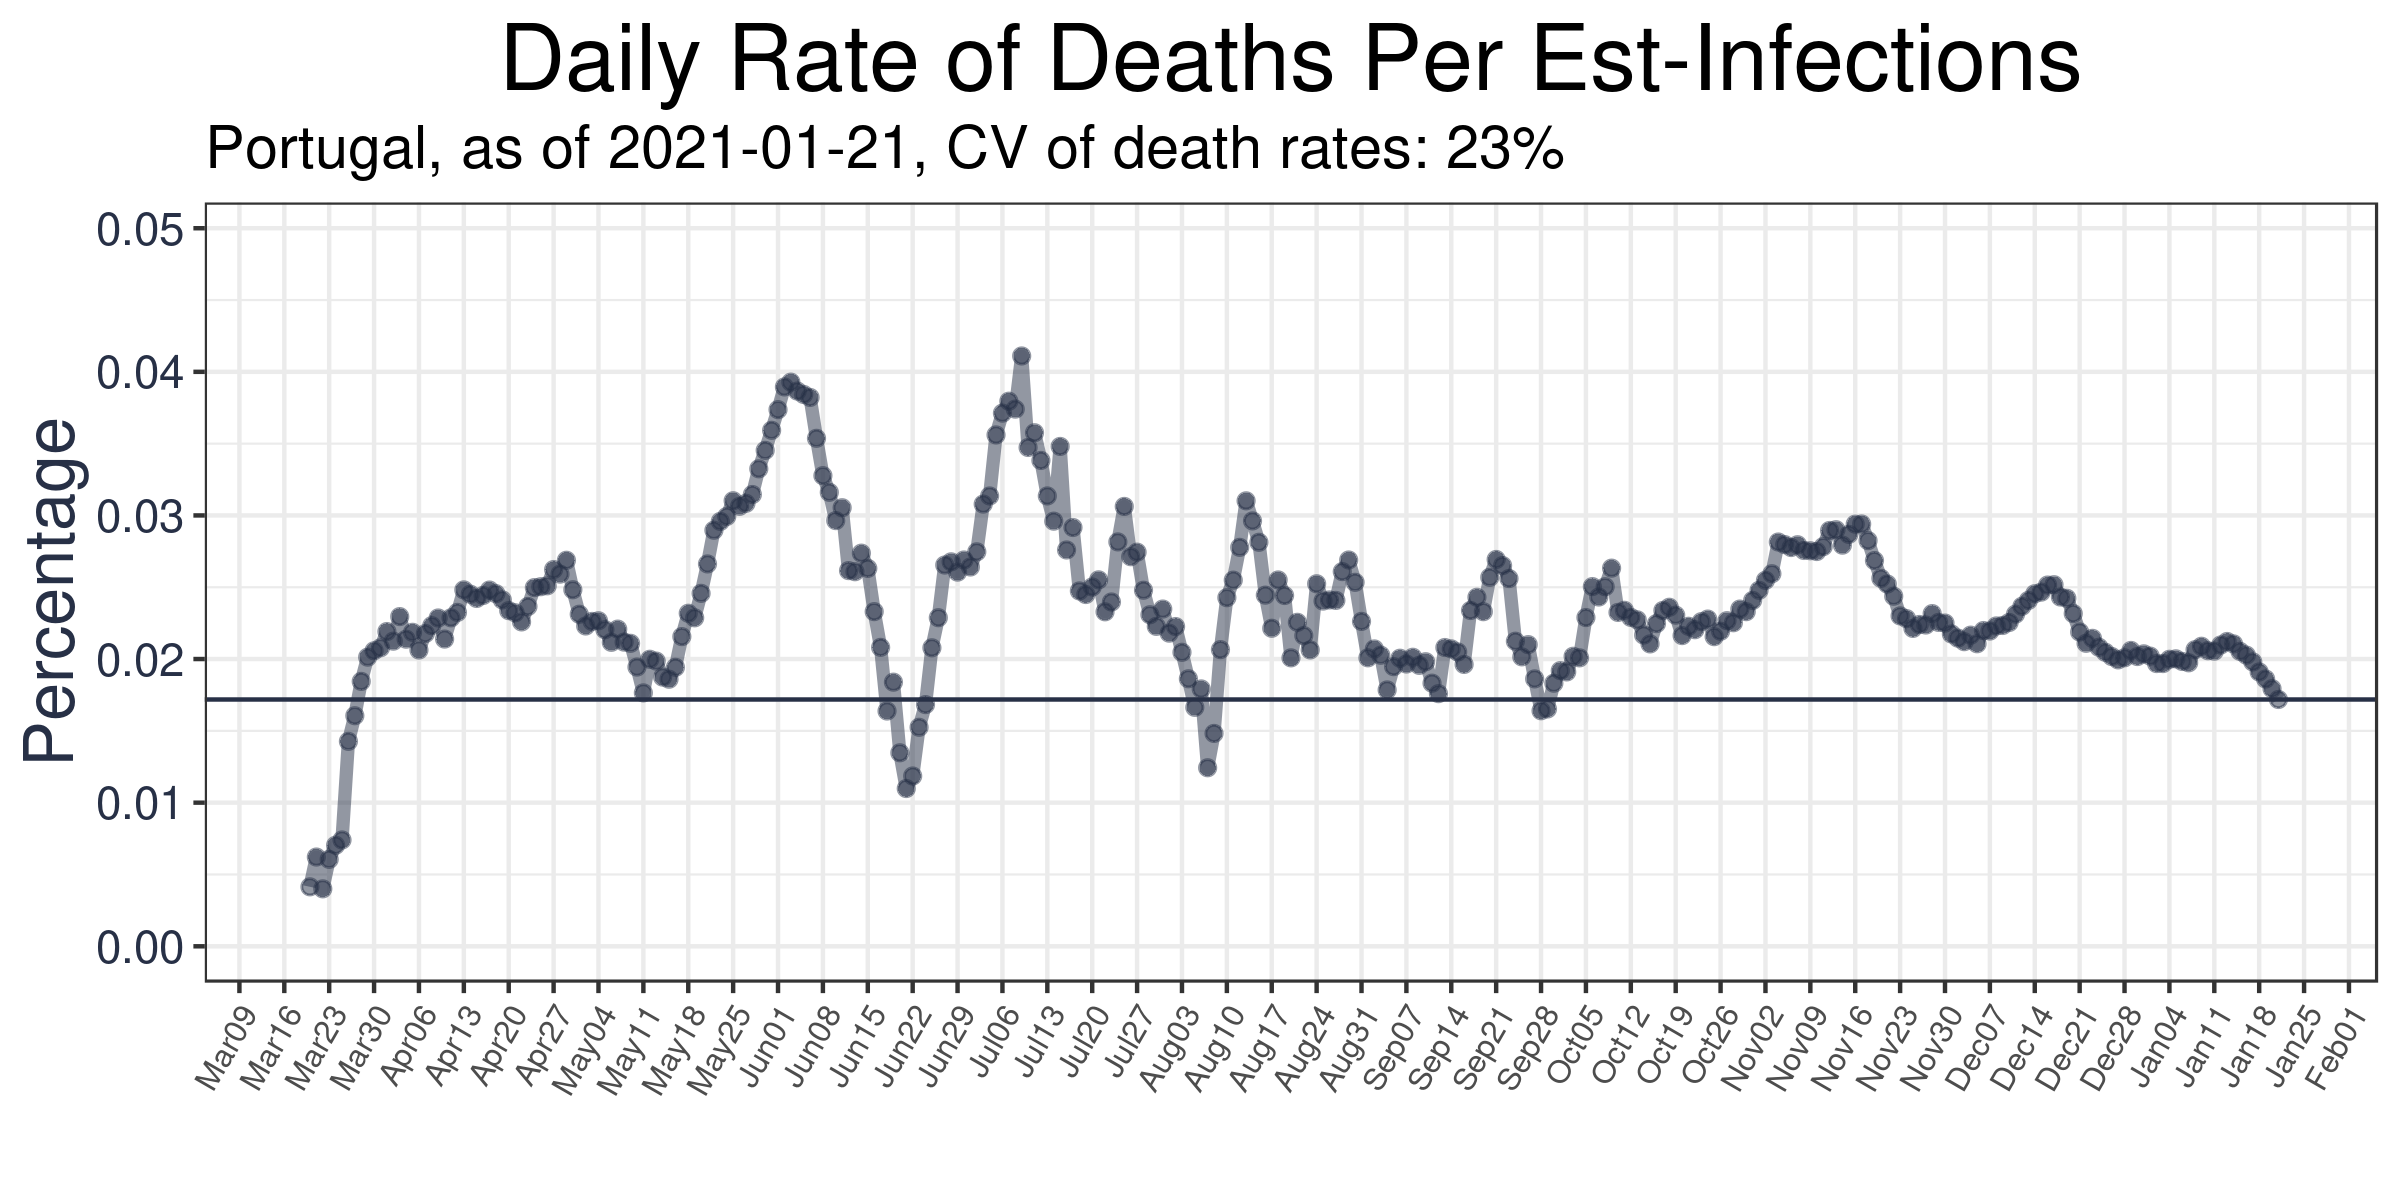 Daily Rate of Deaths Per Est-Infections
Portugal, as of 2021-01-21, CV of death rates: 23%
Percentage
0.05
0.04
0.03
0.02
0.01
0.00
Mar09
Mar16
Mar23
Mar30
Apr06
Apr13
Apr20
Apr27
May04
May11
May18
May25
Jun01
Jun08
Jun15
Jun22
Jun29
Jul06
Jul13
Jul20
Jul27
Aug03
Aug10
Aug17
Aug24
Aug31
Sep07
Sep14
Sep21
Sep28
Oct05
Oct12
Oct19
Oct26
Nov02
Nov09
Nov16
Nov23
Nov30
Dec07
Dec14
Dec21
Dec28
Jan04
Jan11
Jan18
Jan25
Feb01